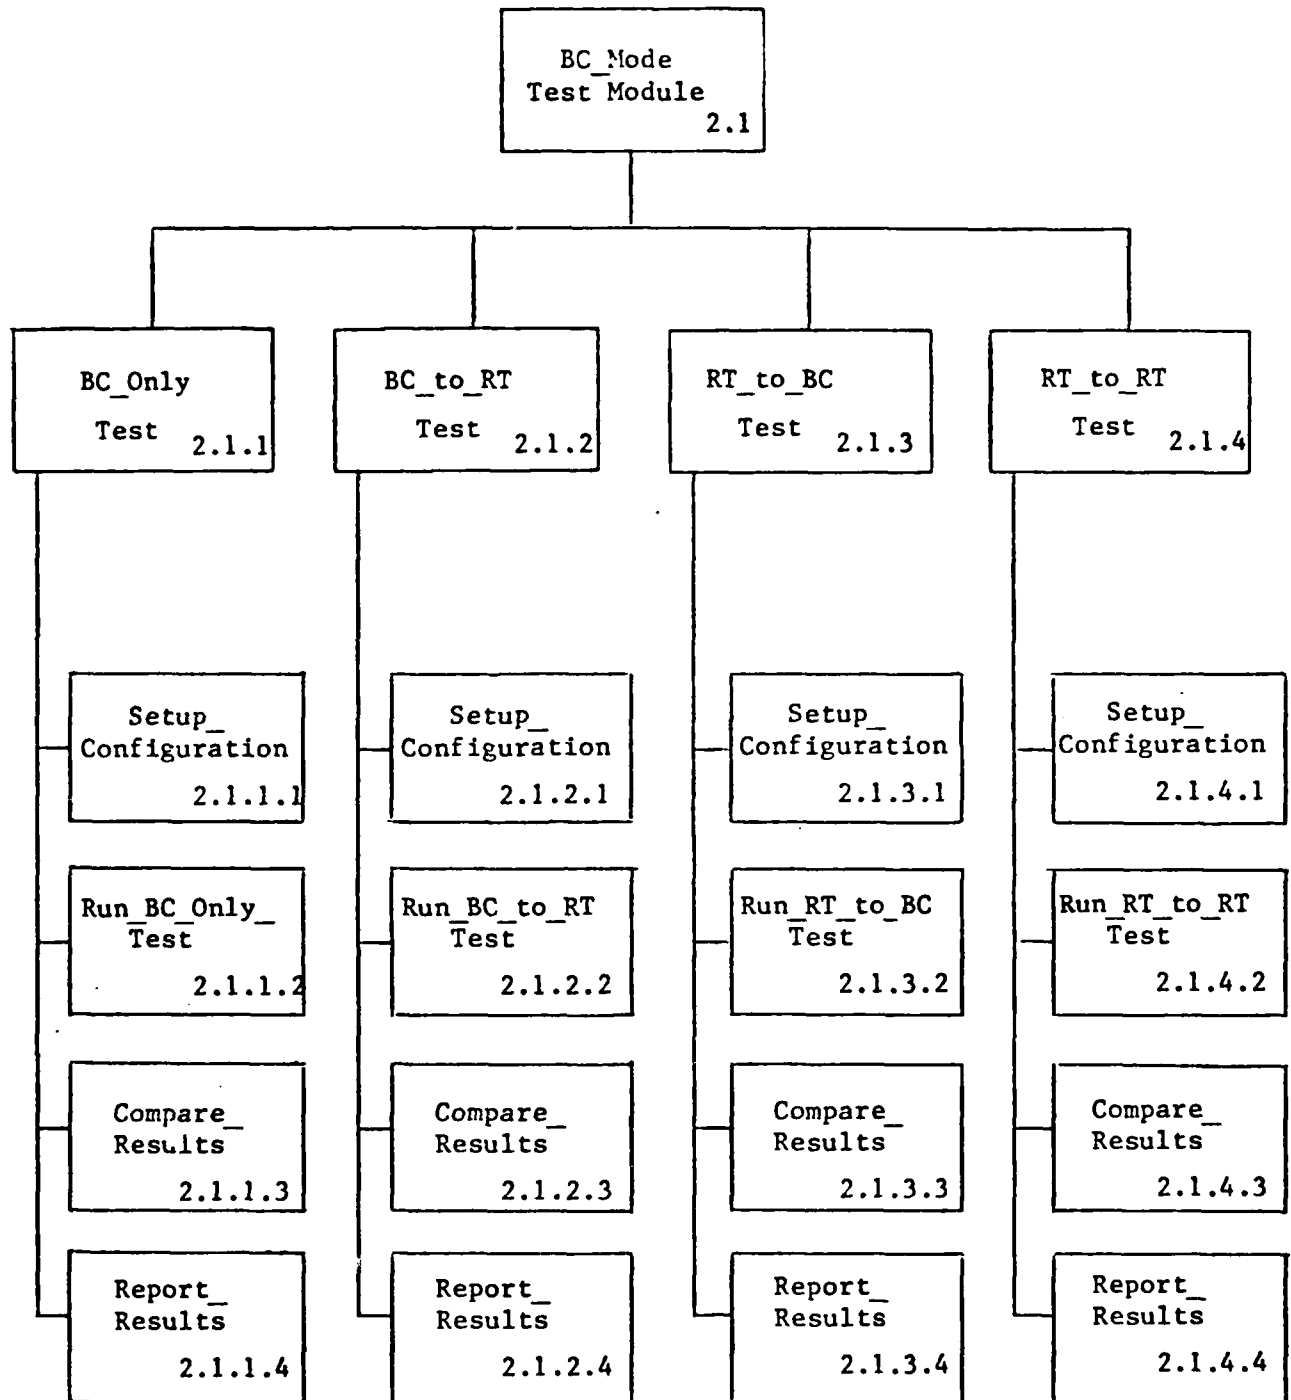 BC_Mode
Test Module
2.1
BC_Only
Test 2.1.1
BC_to_RT
Test 2.1.2
RT_to_BC
Test 2.1.3
RT_to_RT
Test 2.1.4
Setup_
Configuration
2.1.1.1
Setup_
Configuration
2.1.2.1
Setup_
Configuration
2.1.3.1
Setup_
Configuration
2.1.4.1
Run_BC_Only_
Test
2.1.1.2
Run_BC_to_RT
Test
2.1.2.2
Run_RT_to_BC
Test
2.1.3.2
Run_RT_to_RT
Test
2.1.4.2
Compare_
Results
2.1.1.3
Compare_
Results
2.1.2.3
Compare_
Results
2.1.3.3
Compare_
Results
2.1.4.3
Report_
Results
2.1.1.4
Report_
Results
2.1.2.4
Report_
Results
2.1.3.4
Report_
Results
2.1.4.4